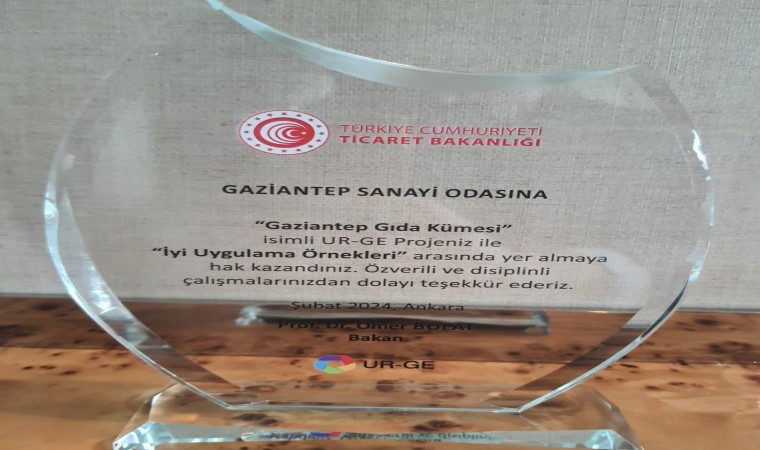 TÜRKİYE CUMHURİYETİ
TİCARET BAKANLIĞI
GAZİANTEP SANAYİ ODASINA
“Gaziantep Gıda Kümesi”
isimli UR-GE Projeniz ile
“İyi Uygulama Örnekleri” arasında yer almaya
hak kazandınız. Özverili ve disiplinli
çalışmalarınızdan dolayı teşekkür ederiz.
Şubat 2024, Ankara
Prof. Dr. Ömer BOLAT
Bakan
UR-GE